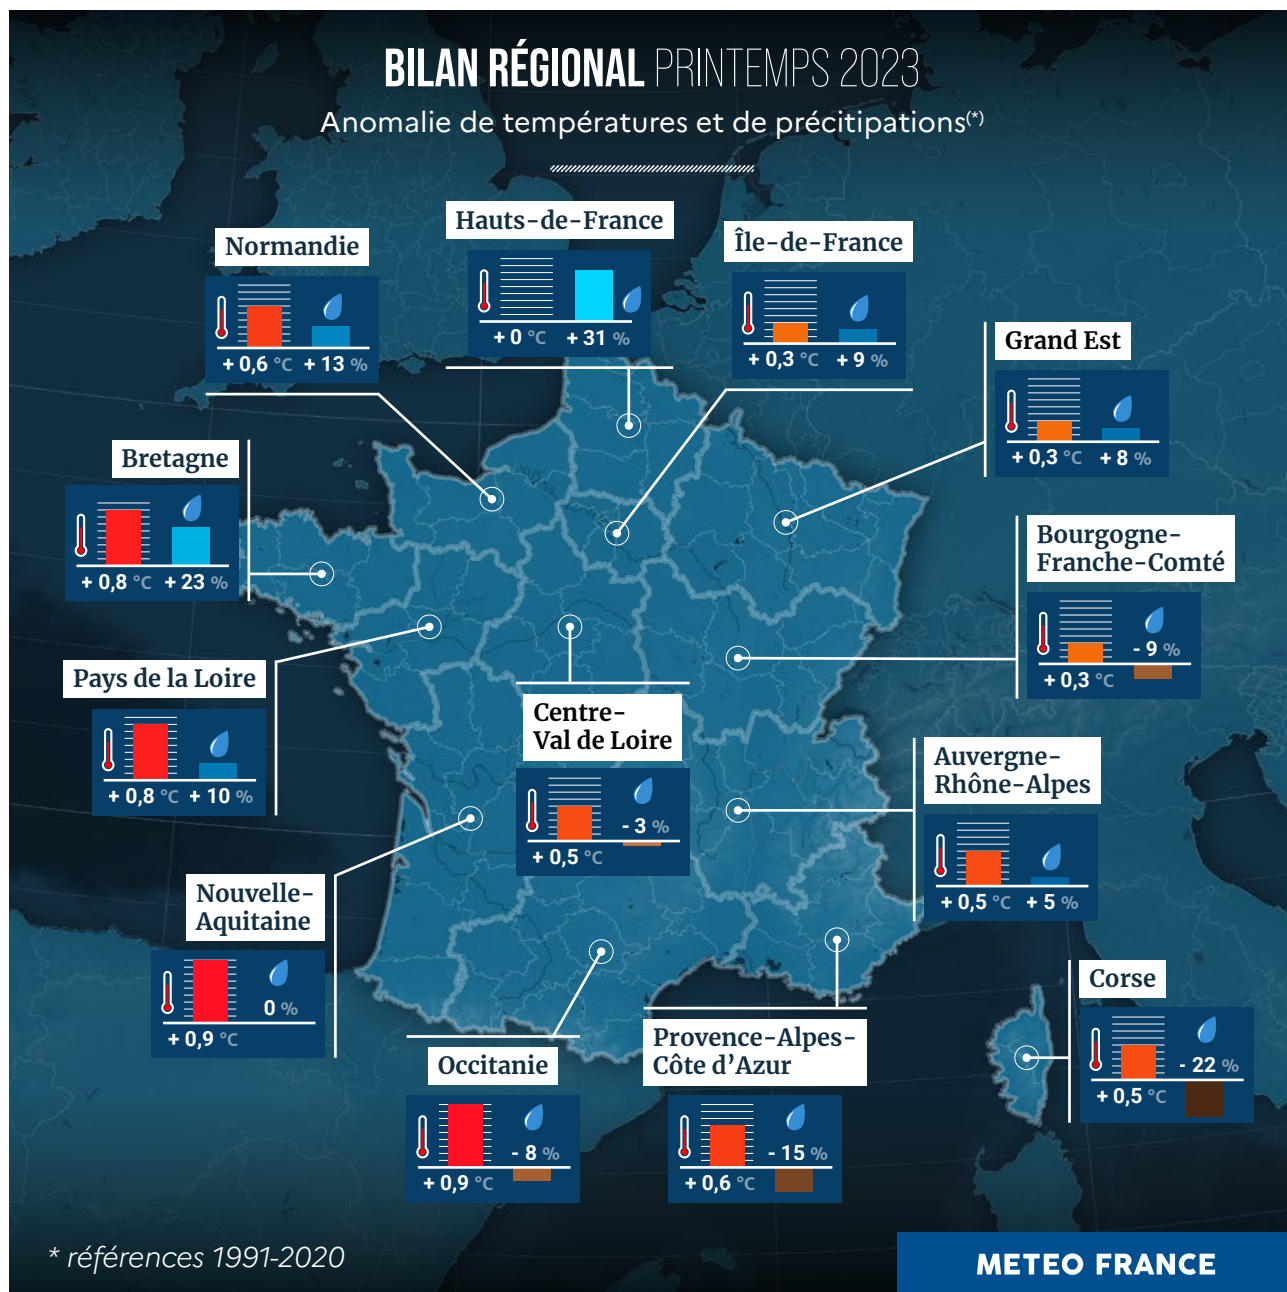 BILAN RÉGIONAL PRINTEMPS 2023
Anomalie de températures et de précitipations(*)
Hauts-de-France
+ 0 °C + 31 %
Normandie
+ 0,6 °C + 13 %
Île-de-France
+ 0,3 °C + 9 %
Grand Est
+ 0,3 °C + 8 %
Bretagne
+ 0,8 °C + 23 %
Bourgogne-
Franche-Comté
- 9 %
+ 0,3 °C
Pays de la Loire
+ 0,8 °C + 10 %
Centre-
Val de Loire
- 3 %
+ 0,5 °C
Auvergne-
Rhône-Alpes
+ 0,5 °C + 5 %
Nouvelle-
Aquitaine
0 %
+ 0,9 °C
Occitanie
- 8 %
+ 0,9 °C
Provence-Alpes-
Côte d'Azur
- 15 %
+ 0,6 °C
Corse
- 22 %
+ 0,5 °C
* références 1991-2020
METEO FRANCE